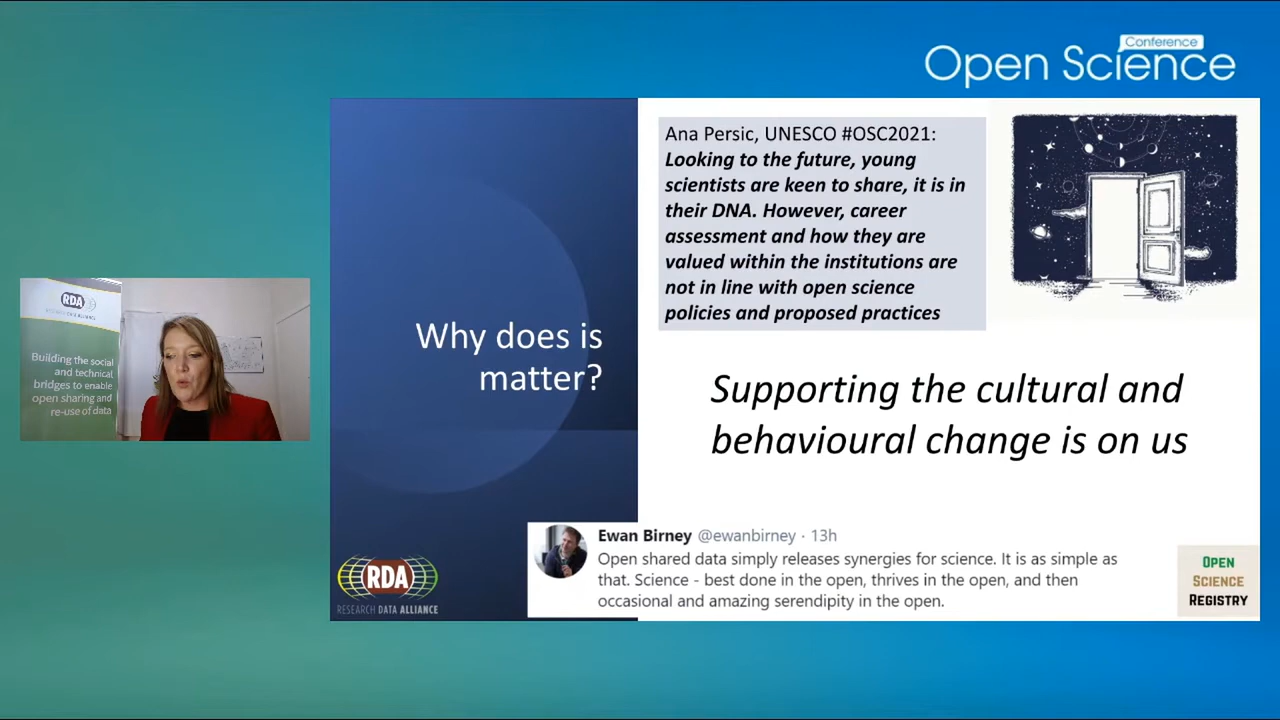 Conference
Open Science
Ana Persic, UNESCO #OSC2021:
Looking to the future, young
scientists are keen to share, it is in
their DNA. However, career
assessment and how they are
valued within the institutions are
not in line with open science
policies and proposed practices
Why does is
matter?
Supporting the cultural and
behavioural change is on us
RDA
RESEARCH DATA ALLIANCE
Building the social
and technical
bridges to enable
open sharing and
re-use of data
Ewan Birney @ewanbirney · 13h
Open shared data simply releases synergies for science. It is as simple as
that. Science - best done in the open, thrives in the open, and then
occasional and amazing serendipity in the open.
RDA
RESEARCH DATA ALLIANCE
OPEN
SCIENCE
REGISTRY